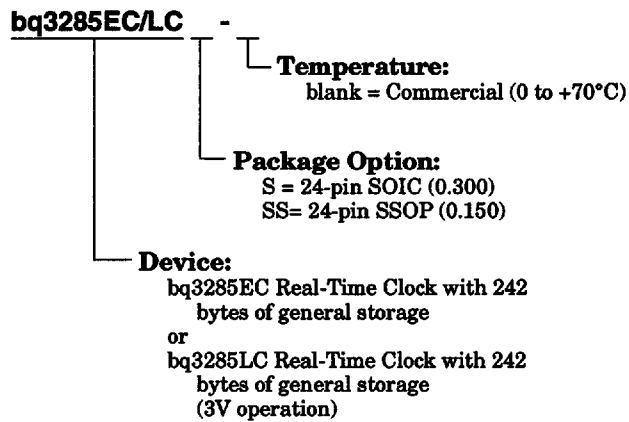 bq3285EC/LC _ - _
Temperature:
blank = Commercial (0 to +70°C)
Package Option:
S = 24-pin SOIC (0.300)
SS= 24-pin SSOP (0.150)
Device:
bq3285EC Real-Time Clock with 242
bytes of general storage
or
bq3285LC Real-Time Clock with 242
bytes of general storage
(3V operation)